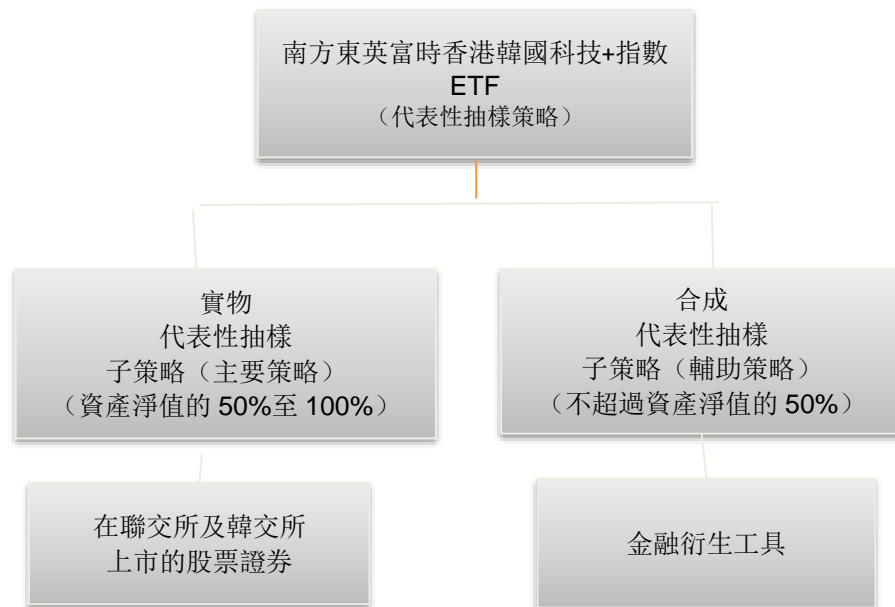 南方東英富時香港韓國科技+指數
ETF
（代表性抽樣策略）
實物
代表性抽樣
子策略（主要策略）
（資產淨值的 50%至 100%）
合成
代表性抽樣
子策略（輔助策略）
（不超過資產淨值的 50%）
在聯交所及韓交所
上市的股票證券
金融衍生工具